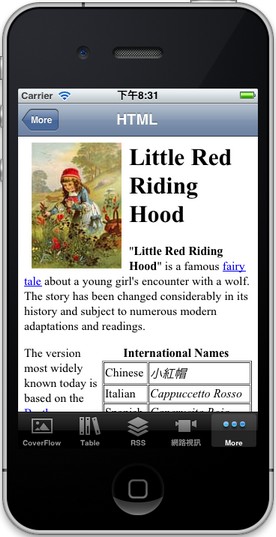 Carrier 下午8:31
More HTML
Little Red
Riding
Hood
"Little Red Riding
Hood" is a famous fairy
tale about a young girl's encounter with a wolf.
The story has been changed considerably in its
history and subject to numerous modern
adaptations and readings.
The version
most widely
known today is
based on the
International Names
Chinese 小紅帽
Italian Cappuccetto Rosso
Spanish Caperucita Roja
CoverFlow Table RSS 網路視訊 More